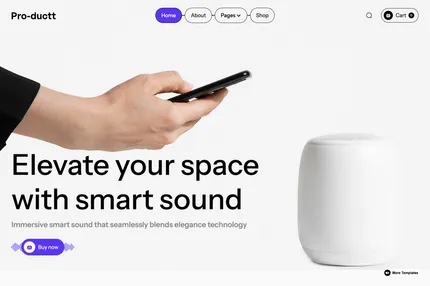 Pro-ductt
Home
About
Pages
Shop
Cart
Elevate your space
with smart sound
Immersive smart sound that seamlessly blends elegance technology
Buy now
More Templates